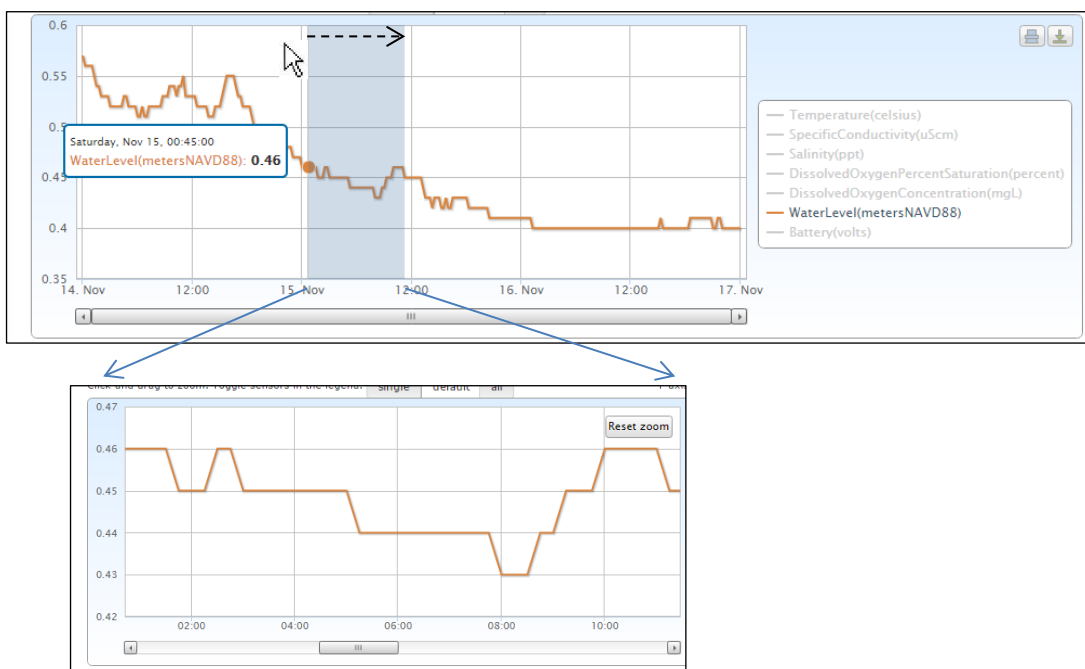 0.6
0.55
0.5
0.45
0.4
0.35
Saturday, Nov 15, 00:45:00
WaterLevel(metersNAVD88): 0.46
14. Nov 12:00 15. Nov 12:00 16. Nov 12:00 17. Nov
Temperature(celsius)
SpecificConductivity(uScm)
Salinity(ppt)
DissolvedOxygenPercentSaturation(percent)
DissolvedOxygenConcentration(mgL)
WaterLevel(metersNAVD88)
Battery(volts)
Click and drag to zoom. Toggle sensors in the legend. single default all
0.47
0.46
0.45
0.44
0.43
0.42
Reset zoom
02:00 04:00 06:00 08:00 10:00